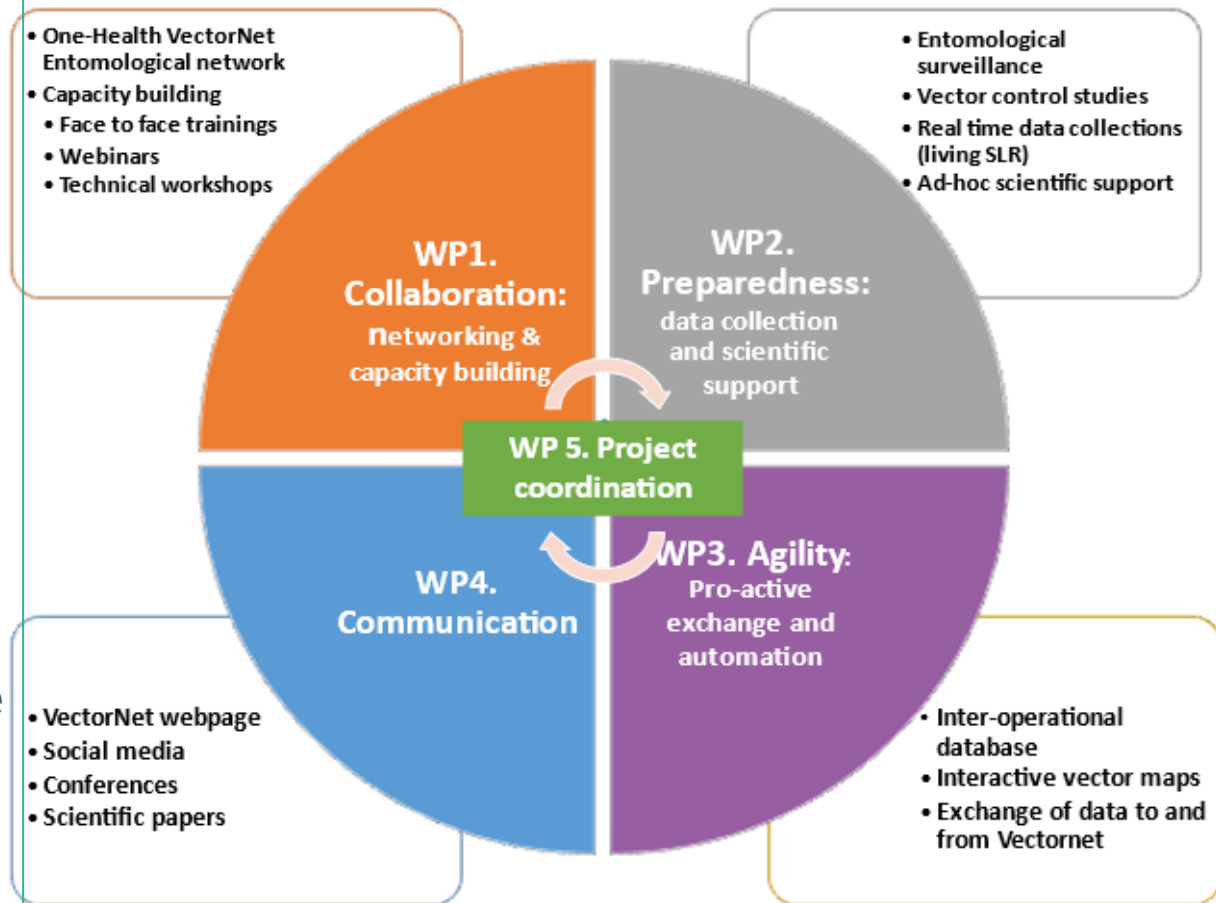 • One-Health VectorNet
Entomological network
• Capacity building
• Face to face trainings
• Webinars
• Technical workshops
• Entomological
surveillance
• Vector control studies
• Real time data collections
(living SLR)
• Ad-hoc scientific support
WP1.
Collaboration:
networking &
capacity building
WP2.
Preparedness:
data collection
and scientific
support
WP 5. Project
coordination
WP4.
Communication
WP3. Agility:
Pro-active
exchange and
automation
e
• VectorNet webpage
• Social media
• Conferences
• Scientific papers
• Inter-operational
database
• Interactive vector maps
• Exchange of data to and
from Vectornet